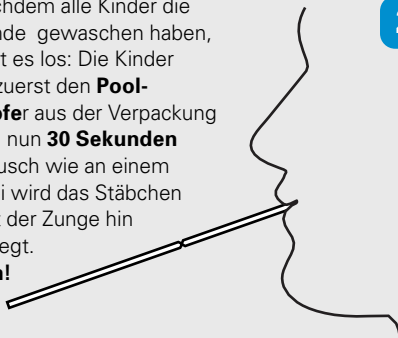 chdem alle Kinder die
nde gewaschen haben,
t es los: Die Kinder
zuerst den Pool-
pfer aus der Verpackung
nun 30 Sekunden
usch wie an einem
i wird das Stäbchen
t der Zunge hin
egt.
!